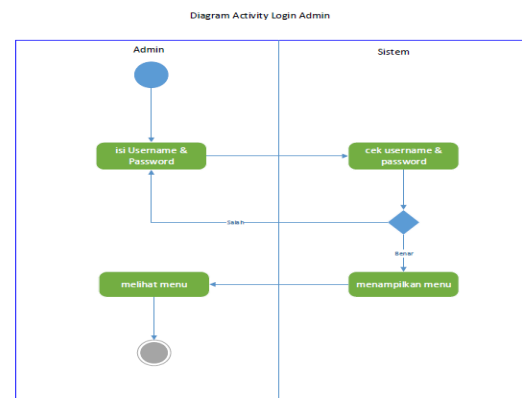 Diagram Activity Login Admin
Admin
Sistem
isi Username &
Password
cek username &
password
Salah
Benar
melihat menu
menampilkan menu